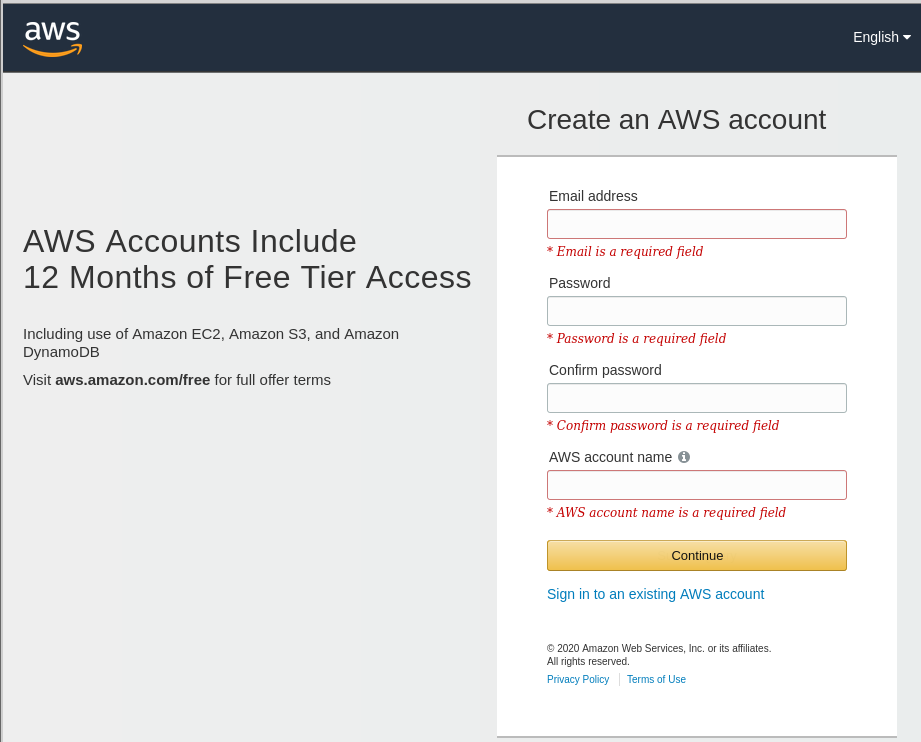 aws
English
Create an AWS account
AWS Accounts Include
12 Months of Free Tier Access
Including use of Amazon EC2, Amazon S3, and Amazon
DynamoDB
Visit aws.amazon.com/free for full offer terms
Email address
* Email is a required field
Password
* Password is a required field
Confirm password
* Confirm password is a required field
AWS account name
* AWS account name is a required field
Continue
Sign in to an existing AWS account
© 2020 Amazon Web Services, Inc. or its affiliates.
All rights reserved.
Privacy Policy Terms of Use